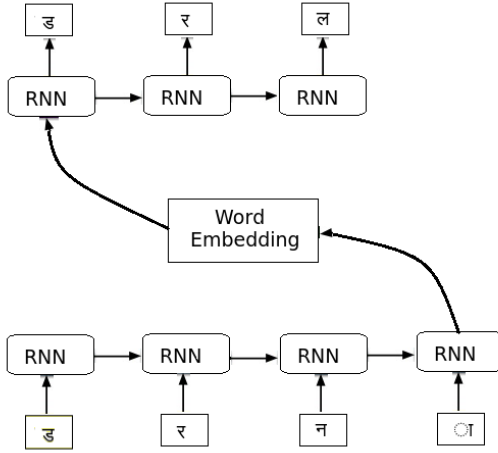 ड र ल
RNN RNN RNN
Word
Embedding
RNN RNN RNN RNN
ड र न ा